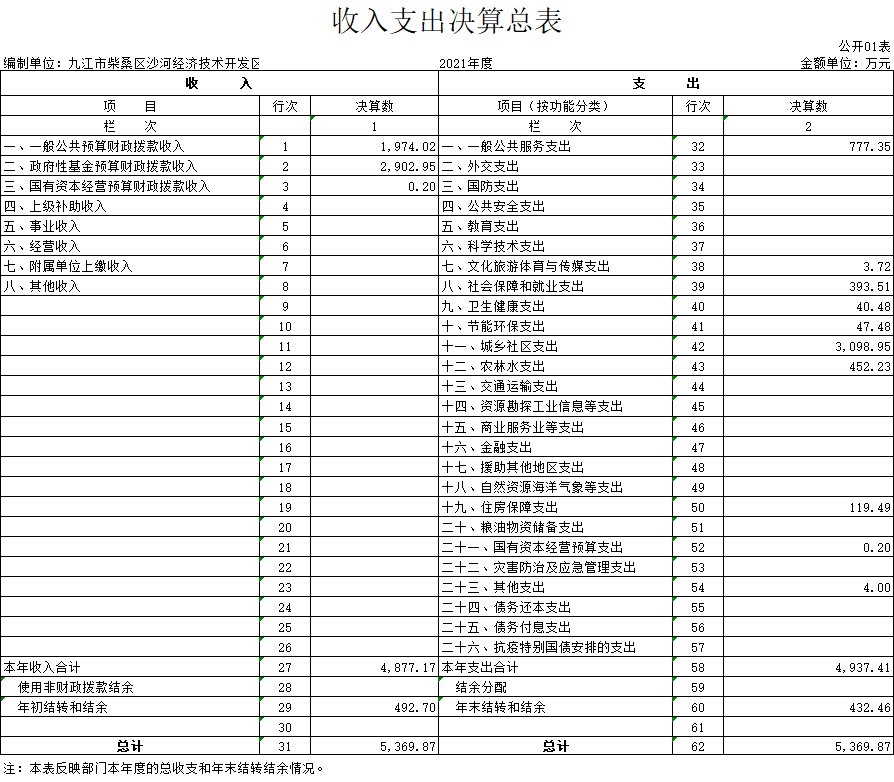 收入支出决算总表
公开01表
编制单位：九江市柴桑区沙河经济技术开发区 2021年度 金额单位：万元
收 入 支 出
项 目 行次 决算数 项目（按功能分类） 行次 决算数
栏 次 1 栏 次 2
一、一般公共预算财政拨款收入 1 1,974.02 一、一般公共服务支出 32 777.35
二、政府性基金预算财政拨款收入 2 2,902.95 二、外交支出 33
三、国有资本经营预算财政拨款收入 3 0.20 三、国防支出 34
四、上级补助收入 4 四、公共安全支出 35
五、事业收入 5 五、教育支出 36
六、经营收入 6 六、科学技术支出 37
七、附属单位上缴收入 7 七、文化旅游体育与传媒支出 38 3.72
八、其他收入 8 八、社会保障和就业支出 39 393.51
9 九、卫生健康支出 40 40.48
10 十、节能环保支出 41 47.48
11 十一、城乡社区支出 42 3,098.95
12 十二、农林水支出 43 452.23
13 十三、交通运输支出 44
14 十四、资源勘探工业信息等支出 45
15 十五、商业服务业等支出 46
16 十六、金融支出 47
17 十七、援助其他地区支出 48
18 十八、自然资源海洋气象等支出 49
19 十九、住房保障支出 50 119.49
20 二十、粮油物资储备支出 51
21 二十一、国有资本经营预算支出 52 0.20
22 二十二、灾害防治及应急管理支出 53
23 二十三、其他支出 54 4.00
24 二十四、债务还本支出 55
25 二十五、债务付息支出 56
26 二十六、抗疫特别国债安排的支出 57
本年收入合计 27 4,877.17 本年支出合计 58 4,937.41
使用非财政拨款结余 28 结余分配 59
年初结转和结余 29 492.70 年末结转和结余 60 432.46
30 61
总计 31 5,369.87 总计 62 5,369.87
注：本表反映部门本年度的总收支和年末结转结余情况。